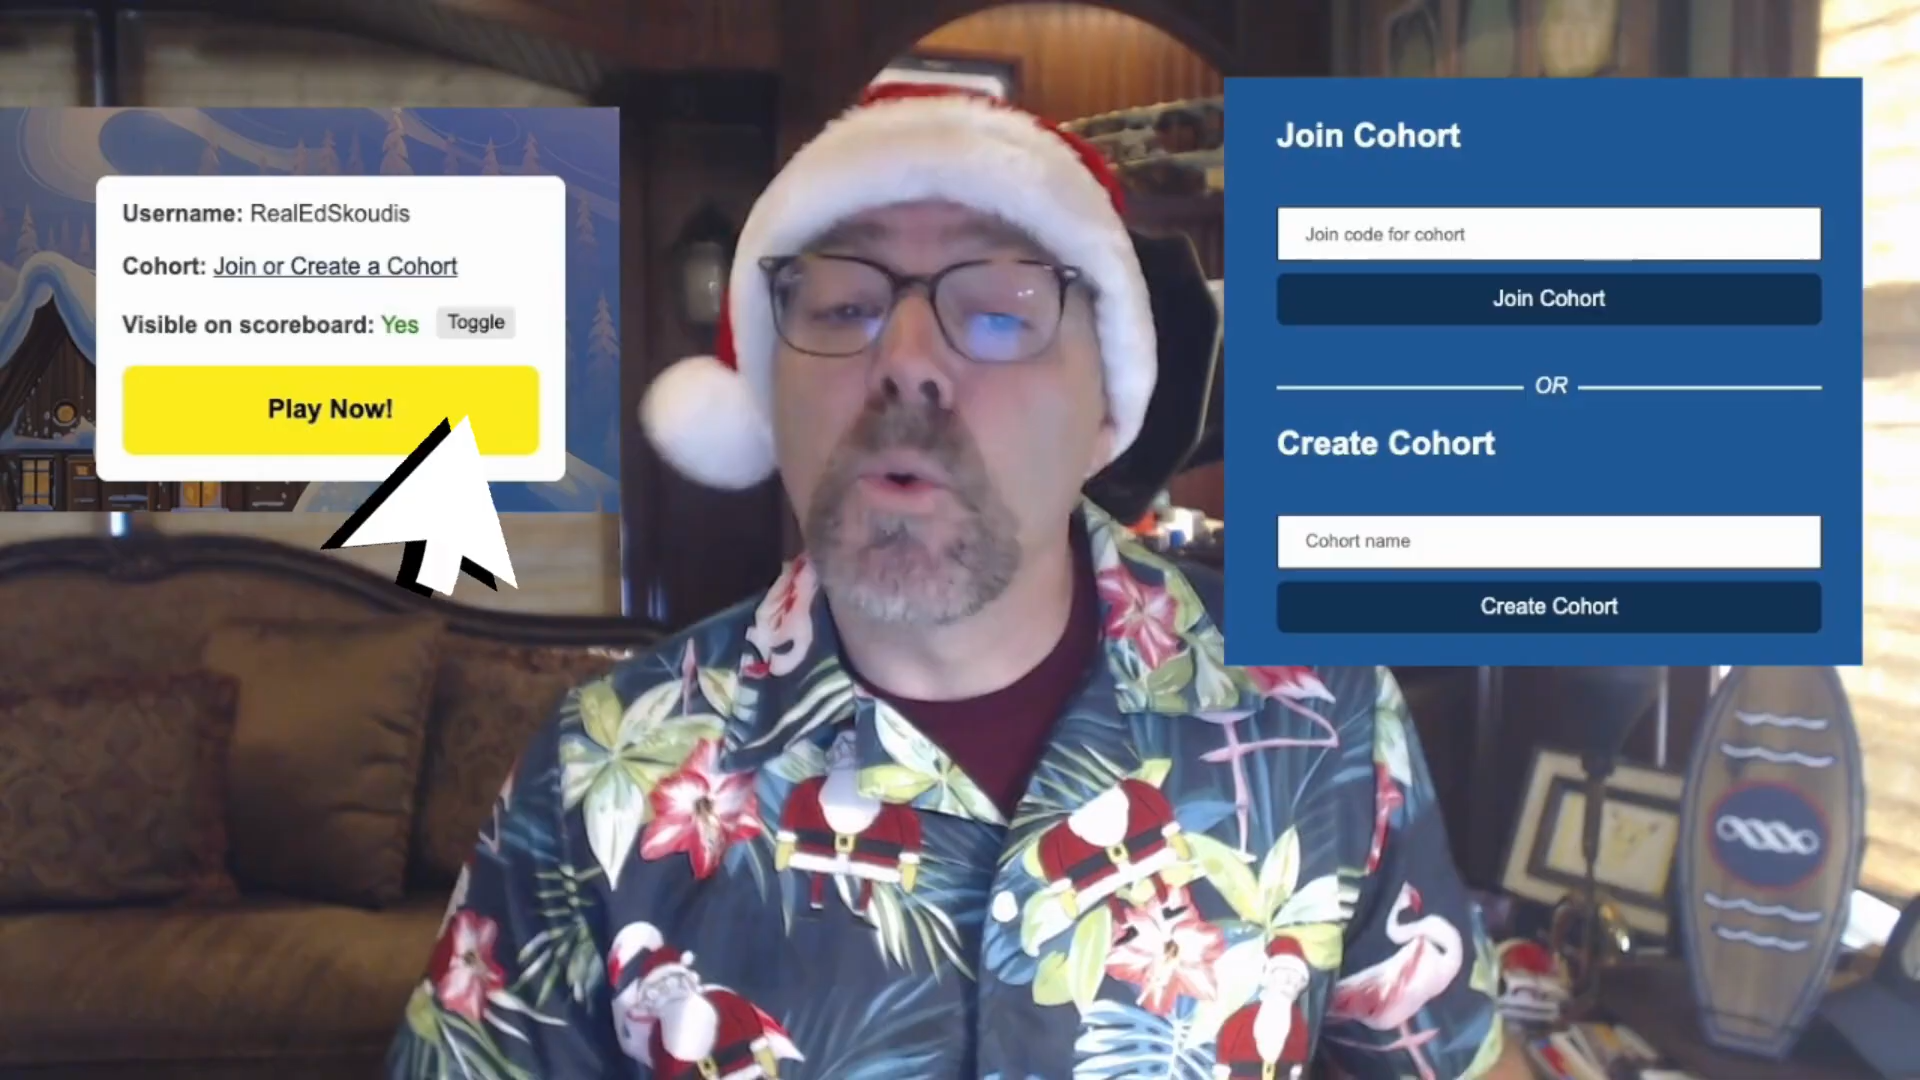 Username: RealEdSkoudis
Cohort: Join or Create a Cohort
Visible on scoreboard: Yes Toggle
Play Now!
Join Cohort
Join code for cohort
Join Cohort
OR
Create Cohort
Cohort name
Create Cohort